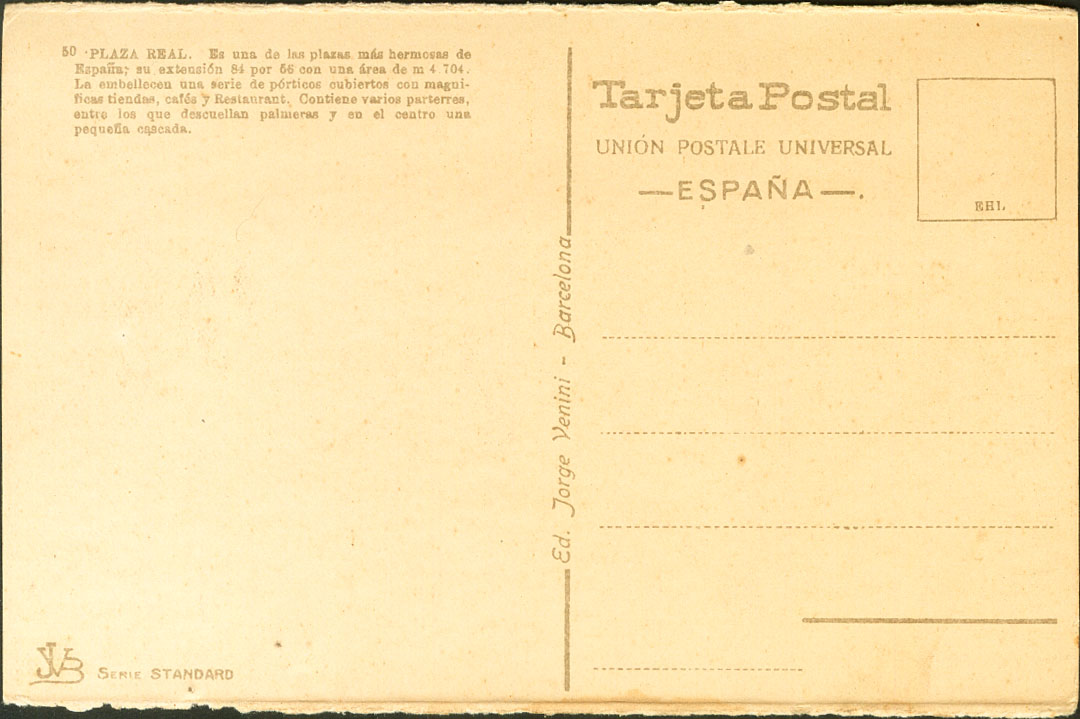 50 PLAZA REAL. Es una de las plazas más hermosas de
España; su extensión 84 por 56 con una área de m 4.704.
La embellecen una serie de pórticos cubiertos con magni-
ficas tiendas, cafés y Restaurant. Contiene varios parterres,
entre los que descuellan palmeras y en el centro una
pequeña cascada.
Tarjeta Postal
UNIÓN POSTALE UNIVERSAL
—ESPAÑA—.
EHL
Ed. Jorge Venini - Barcelona
JVB SERIE STANDARD